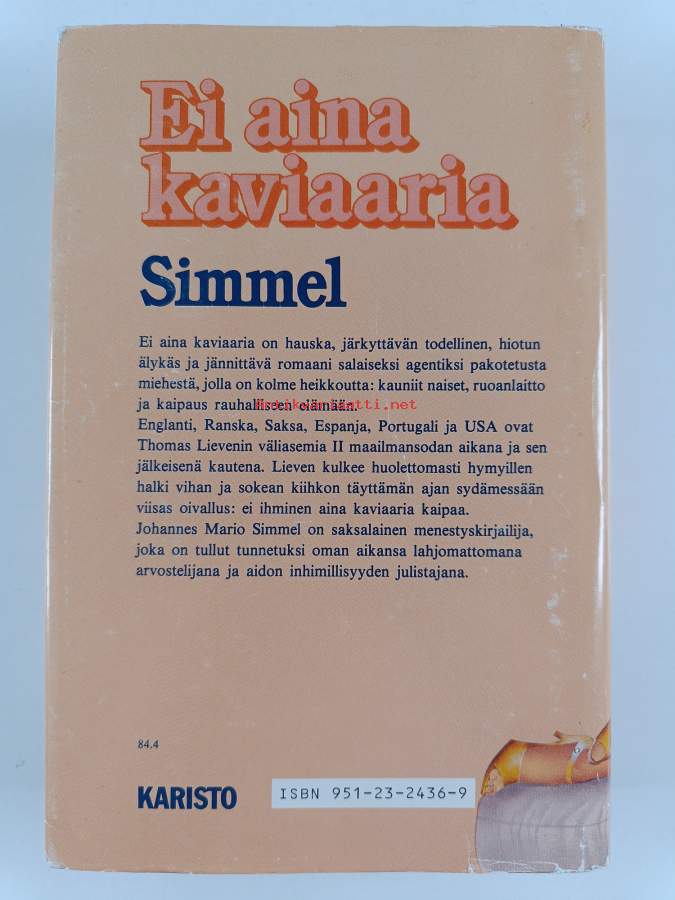 Ei aina
kaviaaria
Simmel
Ei aina kaviaaria on hauska, järkyttävän todellinen, hiotun
älykäs ja jännittävä romaani salaiseksi agentiksi pakotetusta
miehestä, jolla on kolme heikkoutta: kauniit naiset, ruoanlaitto
ja kaipaus rauhalliseen elämään.
Antikvariaatti.net
Englanti, Ranska, Saksa, Espanja, Portugali ja USA ovat
Thomas Lievenin väliasemia II maailmansodan aikana ja sen
jälkeisenä kautena. Lieven kulkee huolettomasti hymyillen
halki vihan ja sokean kiihkon täyttämän ajan sydämessään
viisas oivallus: ei ihminen aina kaviaaria kaipaa.
Johannes Mario Simmel on saksalainen menestyskirjailija,
joka on tullut tunnetuksi oman aikansa lahjomattomana
arvostelijana ja aidon inhimillisyyden julistajana.
84.4
KARISTO
ISBN 951-23-2436-9